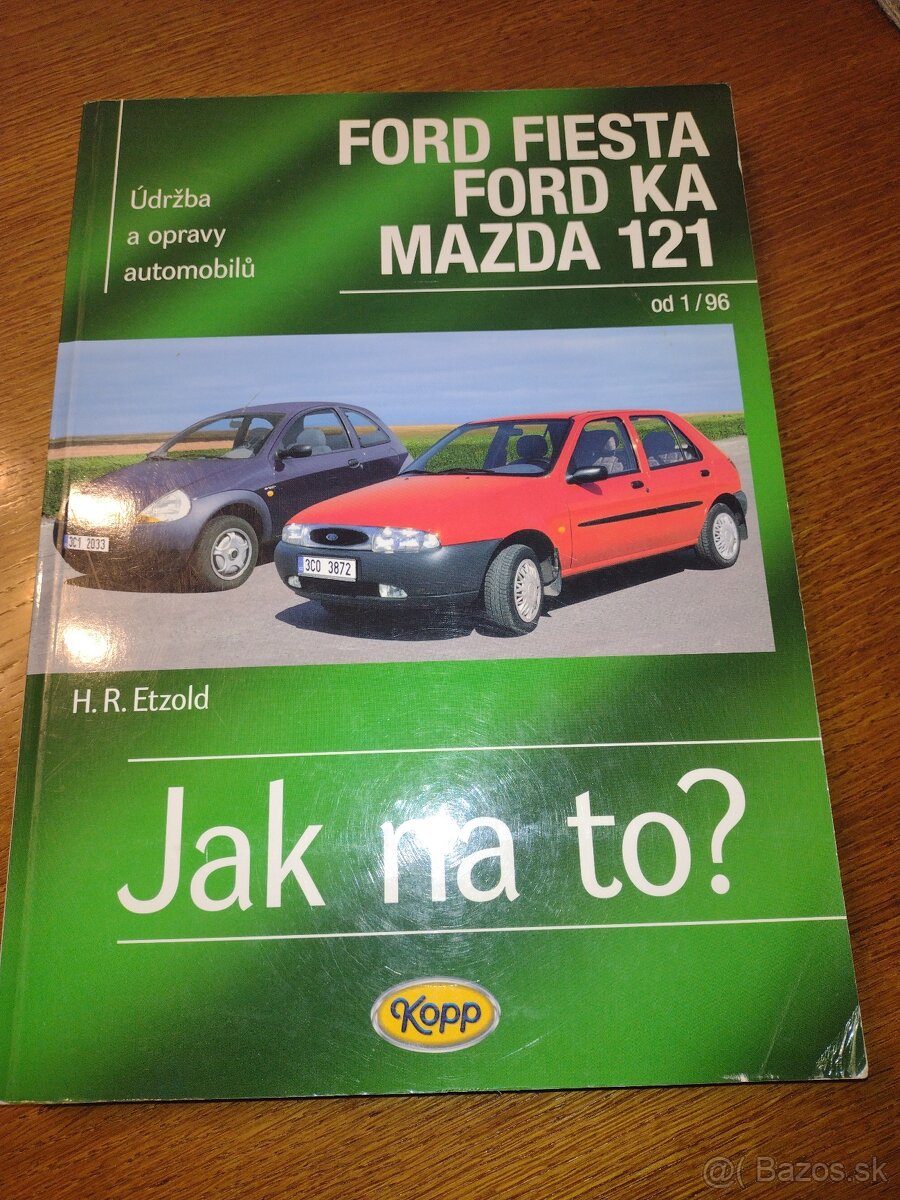 FORD FIESTA
FORD KA
MAZDA 121
od 1/96
Údržba
a opravy
automobilů
3C1 2033
3C0 3872
H. R. Etzold
Jak na to?
Kopp
@( Bazos.sk